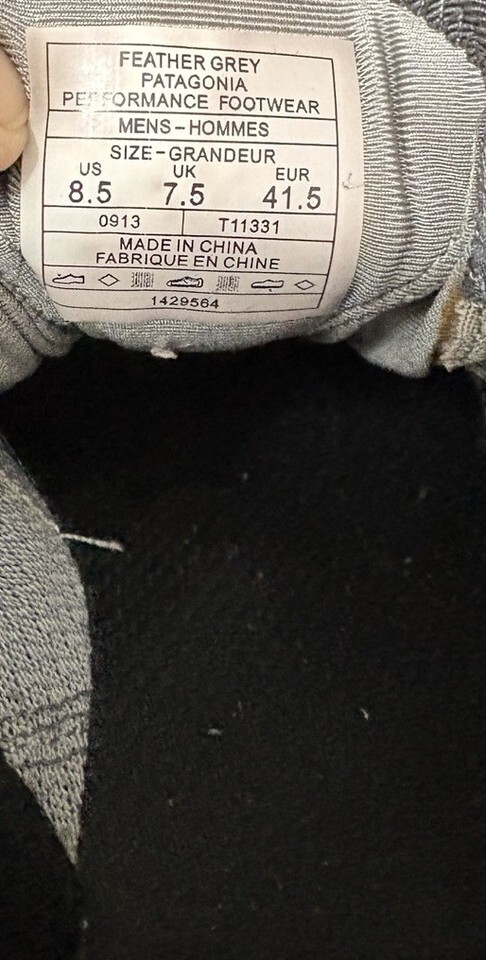 FEATHER GREY
PATAGONIA
PERFORMANCE FOOTWEAR
MENS-HOMMES
SIZE-GRANDEUR
US UK EUR
8.5 7.5 41.5
0913 T11331
MADE IN CHINA
FABRIQUE EN CHINE
1429564